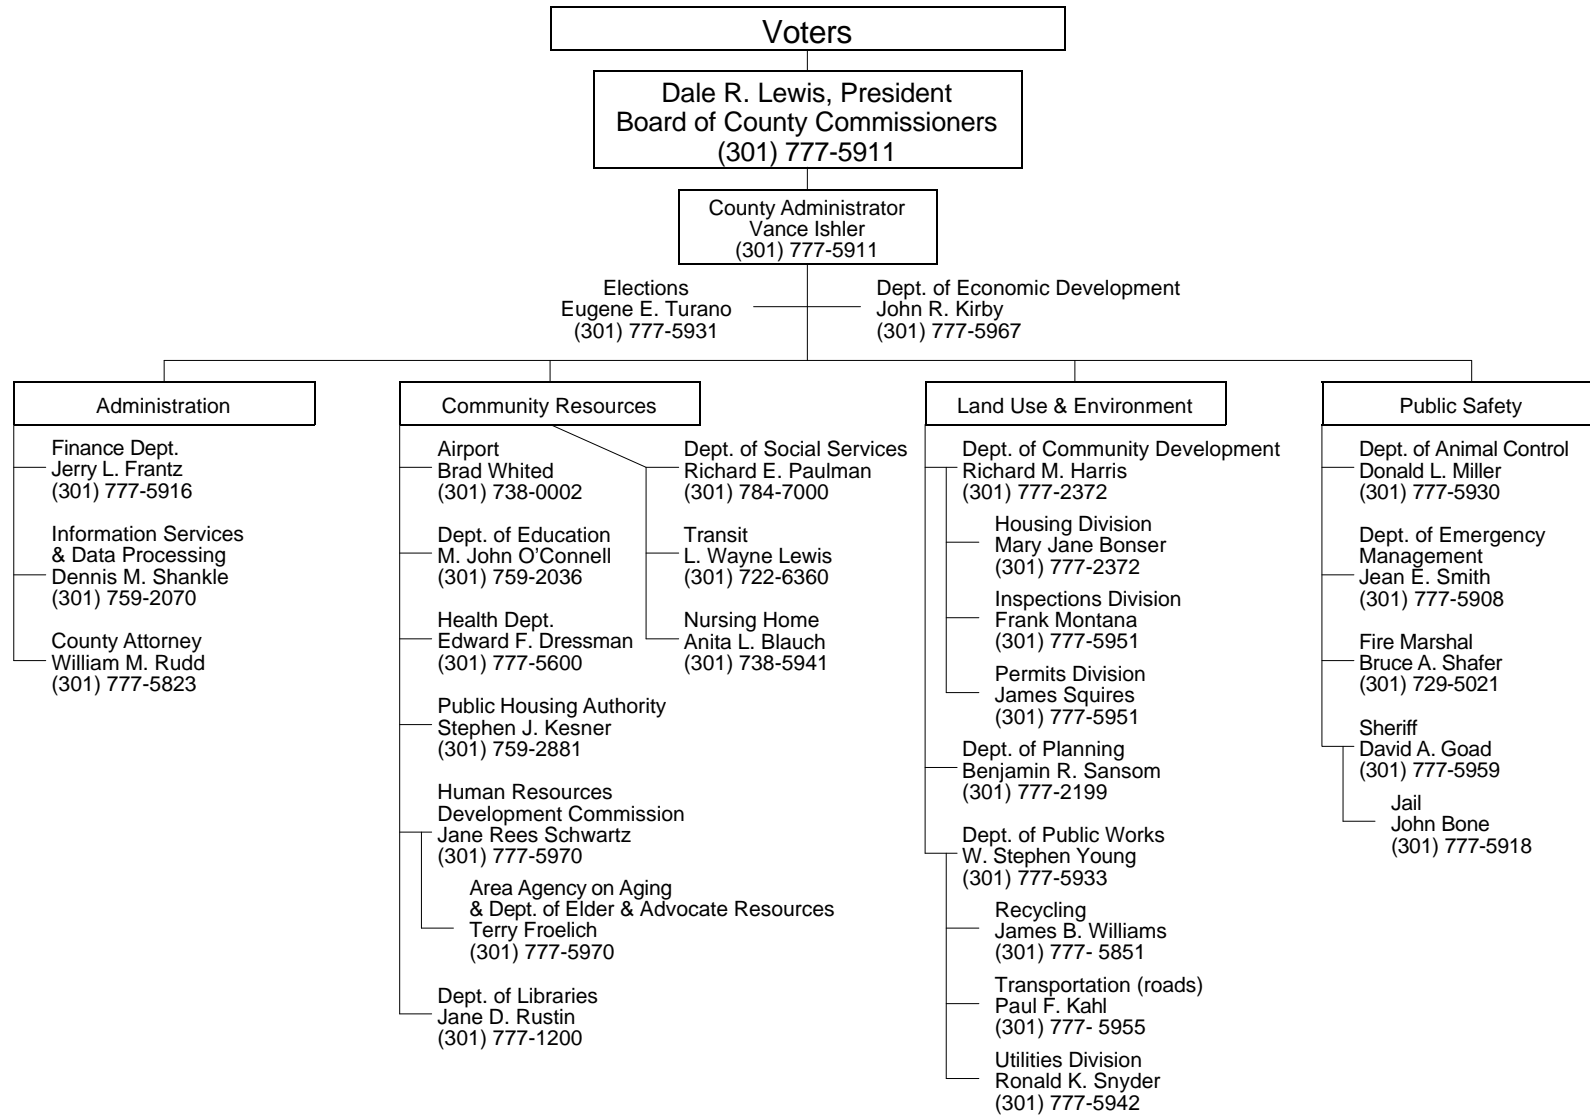 Voters
Dale R. Lewis, President
Board of County Commissioners
(301) 777-5911
County Administrator
Vance Ishler
(301) 777-5911
Elections
Eugene E. Turano
(301) 777-5931
Dept. of Economic Development
John R. Kirby
(301) 777-5967
Administration
Finance Dept.
Jerry L. Frantz
(301) 777-5916
Information Services
& Data Processing
Dennis M. Shankle
(301) 759-2070
County Attorney
William M. Rudd
(301) 777-5823
Community Resources
Airport
Brad Whited
(301) 738-0002
Dept. of Education
M. John O'Connell
(301) 759-2036
Health Dept.
Edward F. Dressman
(301) 777-5600
Public Housing Authority
Stephen J. Kesner
(301) 759-2881
Human Resources
Development Commission
Jane Rees Schwartz
(301) 777-5970
Area Agency on Aging
& Dept. of Elder & Advocate Resources
Terry Froelich
(301) 777-5970
Dept. of Libraries
Jane D. Rustin
(301) 777-1200
Dept. of Social Services
Richard E. Paulman
(301) 784-7000
Transit
L. Wayne Lewis
(301) 722-6360
Nursing Home
Anita L. Blauch
(301) 738-5941
Land Use & Environment
Dept. of Community Development
Richard M. Harris
(301) 777-2372
Housing Division
Mary Jane Bonser
(301) 777-2372
Inspections Division
Frank Montana
(301) 777-5951
Permits Division
James Squires
(301) 777-5951
Dept. of Planning
Benjamin R. Sansom
(301) 777-2199
Dept. of Public Works
W. Stephen Young
(301) 777-5933
Recycling
James B. Williams
(301) 777- 5851
Transportation (roads)
Paul F. Kahl
(301) 777- 5955
Utilities Division
Ronald K. Snyder
(301) 777-5942
Public Safety
Dept. of Animal Control
Donald L. Miller
(301) 777-5930
Dept. of Emergency
Management
Jean E. Smith
(301) 777-5908
Fire Marshal
Bruce A. Shafer
(301) 729-5021
Sheriff
David A. Goad
(301) 777-5959
Jail
John Bone
(301) 777-5918